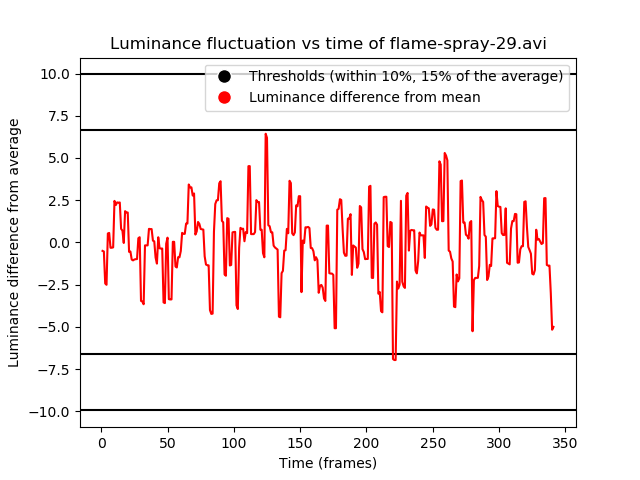 Luminance fluctuation vs time of flame-spray-29.avi
Thresholds (within 10%, 15% of the average)
Luminance difference from mean
Luminance difference from average
10.0
7.5
5.0
2.5
0.0
−2.5
−5.0
−7.5
−10.0
0 50 100 150 200 250 300 350
Time (frames)